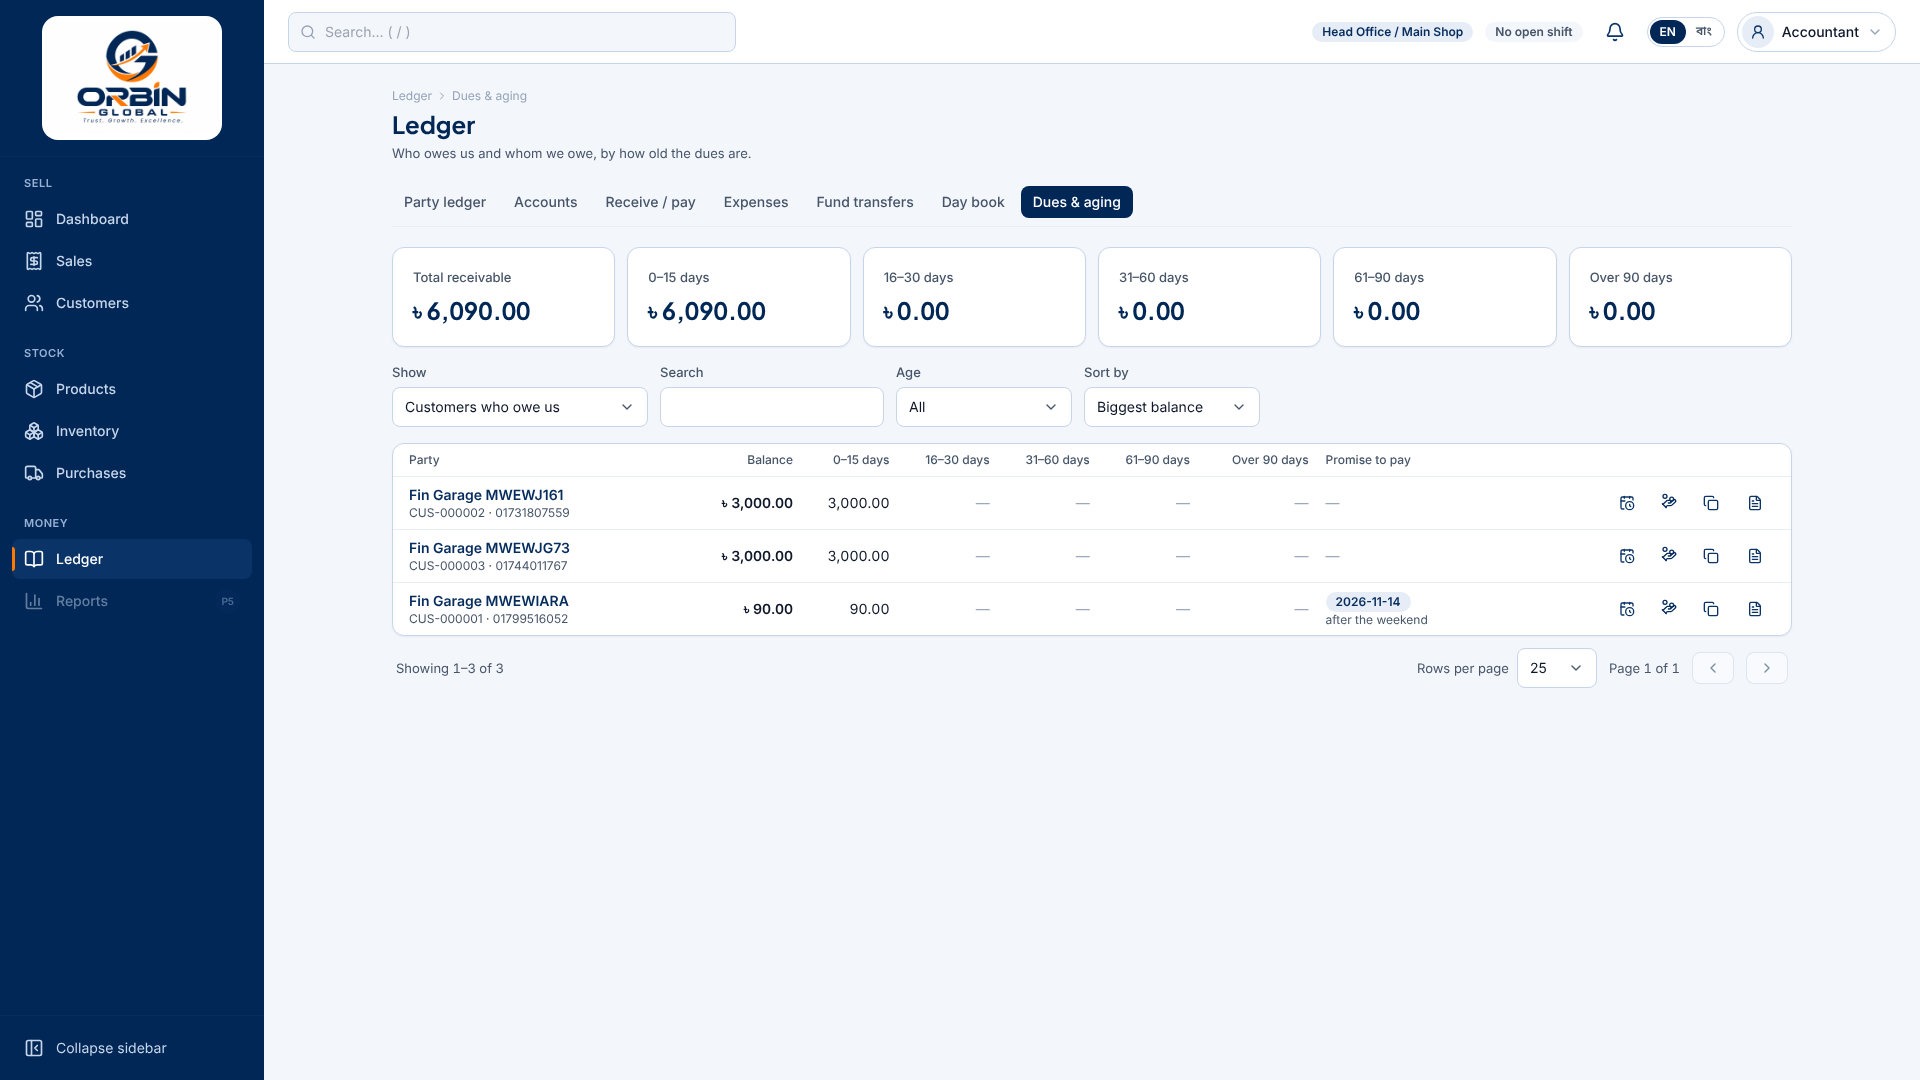 ORBIN
GLOBAL
Trust. Growth. Excellence.
SELL
Dashboard
Sales
Customers
STOCK
Products
Inventory
Purchases
MONEY
Ledger
Reports P5
Collapse sidebar
Search... ( / )
Head Office / Main Shop No open shift EN বাং Accountant
Ledger Dues & aging
Ledger
Who owes us and whom we owe, by how old the dues are.
Party ledger Accounts Receive / pay Expenses Fund transfers Day book Dues & aging
Total receivable 0–15 days 16–30 days 31–60 days 61–90 days Over 90 days
৳ 6,090.00 ৳ 6,090.00 ৳ 0.00 ৳ 0.00 ৳ 0.00 ৳ 0.00
Show Search Age Sort by
Customers who owe us All Biggest balance
Party Balance 0–15 days 16–30 days 31–60 days 61–90 days Over 90 days Promise to pay
Fin Garage MWEWJ161
CUS-000002 · 01731807559
৳ 3,000.00 3,000.00 — — — — —
Fin Garage MWEWJG73
CUS-000003 · 01744011767
৳ 3,000.00 3,000.00 — — — — —
Fin Garage MWEWIARA
CUS-000001 · 01799516052
৳ 90.00 90.00 — — — — 2026-11-14
after the weekend
Showing 1–3 of 3 Rows per page 25 Page 1 of 1